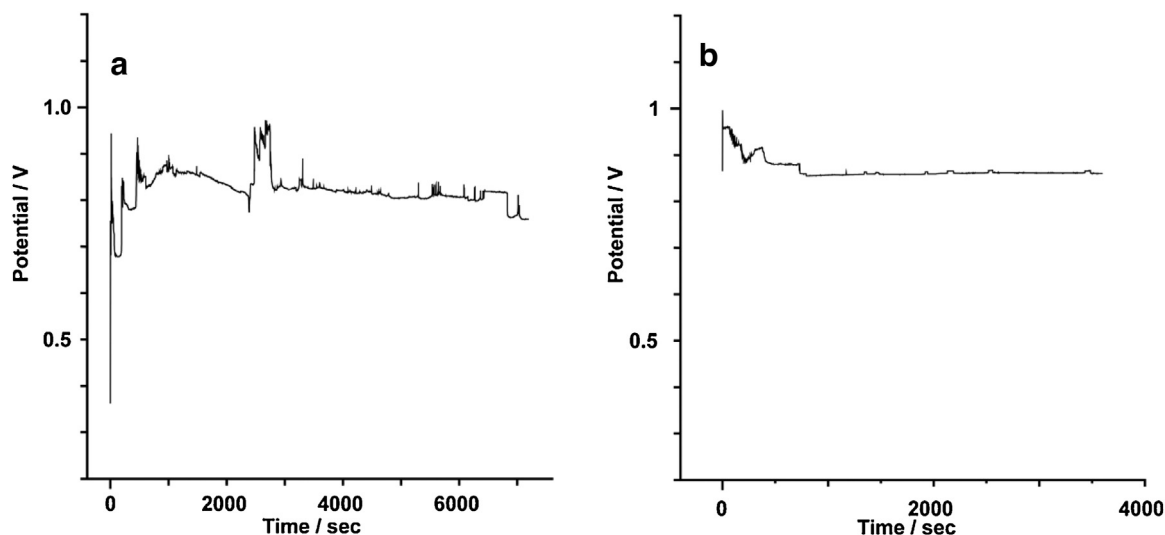 a
1.0
0.5
Potential / V
0
2000
4000
6000
Time / sec
b
1
0.5
Potential / V
0
2000
4000
Time / sec